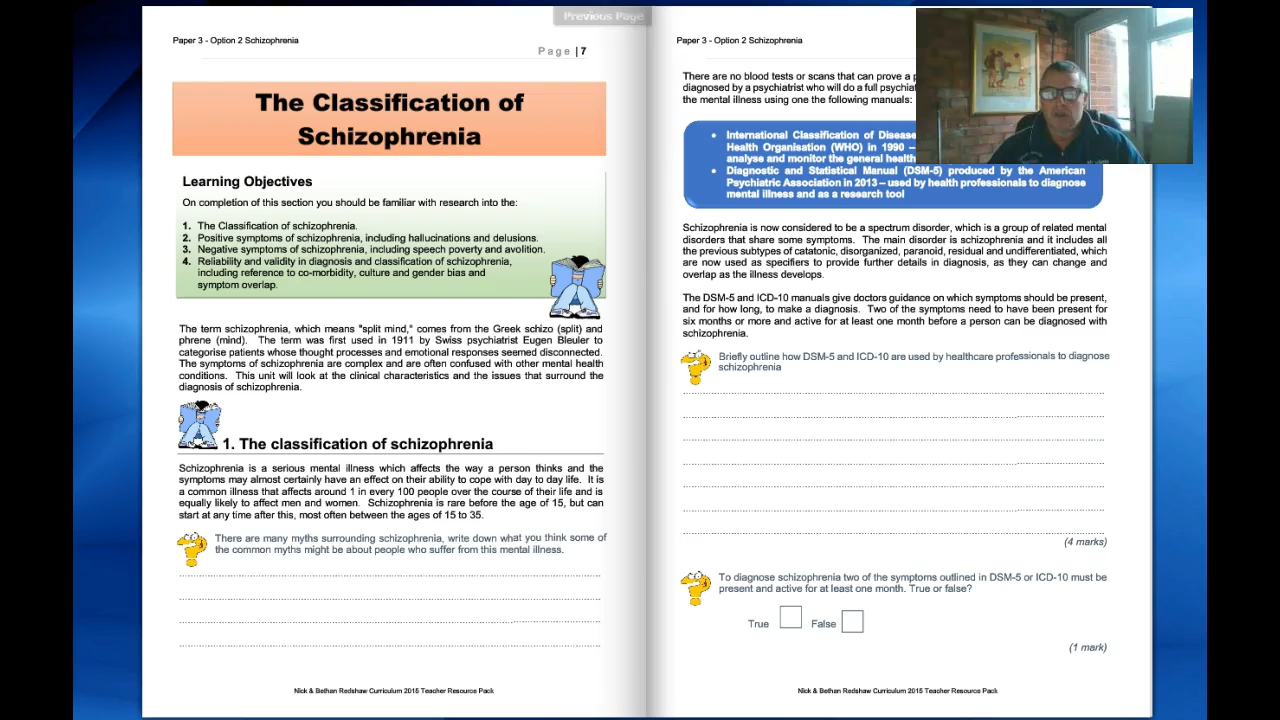 Previous Page
Paper 3 - Option 2 Schizophrenia
Page | 7
The Classification of
Schizophrenia
Learning Objectives
On completion of this section you should be familiar with research into the:
1. The Classification of schizophrenia.
2. Positive symptoms of schizophrenia, including hallucinations and delusions.
3. Negative symptoms of schizophrenia, including speech poverty and avolition.
4. Reliability and validity in diagnosis and classification of schizophrenia,
including reference to co-morbidity, culture and gender bias and
symptom overlap.
The term schizophrenia, which means "split mind," comes from the Greek schizo (split) and
phrene (mind). The term was first used in 1911 by Swiss psychiatrist Eugen Bleuler to
categorise patients whose thought processes and emotional responses seemed disconnected.
The symptoms of schizophrenia are complex and are often confused with other mental health
conditions. This unit will look at the clinical characteristics and the issues that surround the
diagnosis of schizophrenia.
1. The classification of schizophrenia
Schizophrenia is a serious mental illness which affects the way a person thinks and the
symptoms may almost certainly have an effect on their ability to cope with day to day life. It is
a common illness that affects around 1 in every 100 people over the course of their life and is
equally likely to affect men and women. Schizophrenia is rare before the age of 15, but can
start at any time after this, most often between the ages of 15 to 35.
There are many myths surrounding schizophrenia, write down what you think some of
the common myths might be about people who suffer from this mental illness.
Nick & Bethan Redshaw Curriculum 2015 Teacher Resource Pack
Paper 3 - Option 2 Schizophrenia
There are no blood tests or scans that can prove a
diagnosed by a psychiatrist who will do a full
the mental illness using one the following manuals:
• International Classification of
Health Organisation (WHO) in 1990 –
analyse and monitor the general health
• Diagnostic and Statistical Manual (DSM-5) produced by the American
Psychiatric Association in 2013 – used by health professionals to diagnose
mental illness and as a research tool
Schizophrenia is now considered to be a spectrum disorder, which is a group of related mental
disorders that share some symptoms. The main disorder is schizophrenia and it includes all
the previous subtypes of catatonic, disorganized, paranoid, residual and undifferentiated, which
are now used as specifiers to provide further details in diagnosis, as they can change and
overlap as the illness develops.
The DSM-5 and ICD-10 manuals give doctors guidance on which symptoms should be present,
and for how long, to make a diagnosis. Two of the symptoms need to have been present for
six months or more and active for at least one month before a person can be diagnosed with
schizophrenia.
Briefly outline how DSM-5 and ICD-10 are used by healthcare professionals to diagnose
schizophrenia
(4 marks)
To diagnose schizophrenia two of the symptoms outlined in DSM-5 or ICD-10 must be
present and active for at least one month. True or false?
True False
(1 mark)
Nick & Bethan Redshaw Curriculum 2015 Teacher Resource Pack